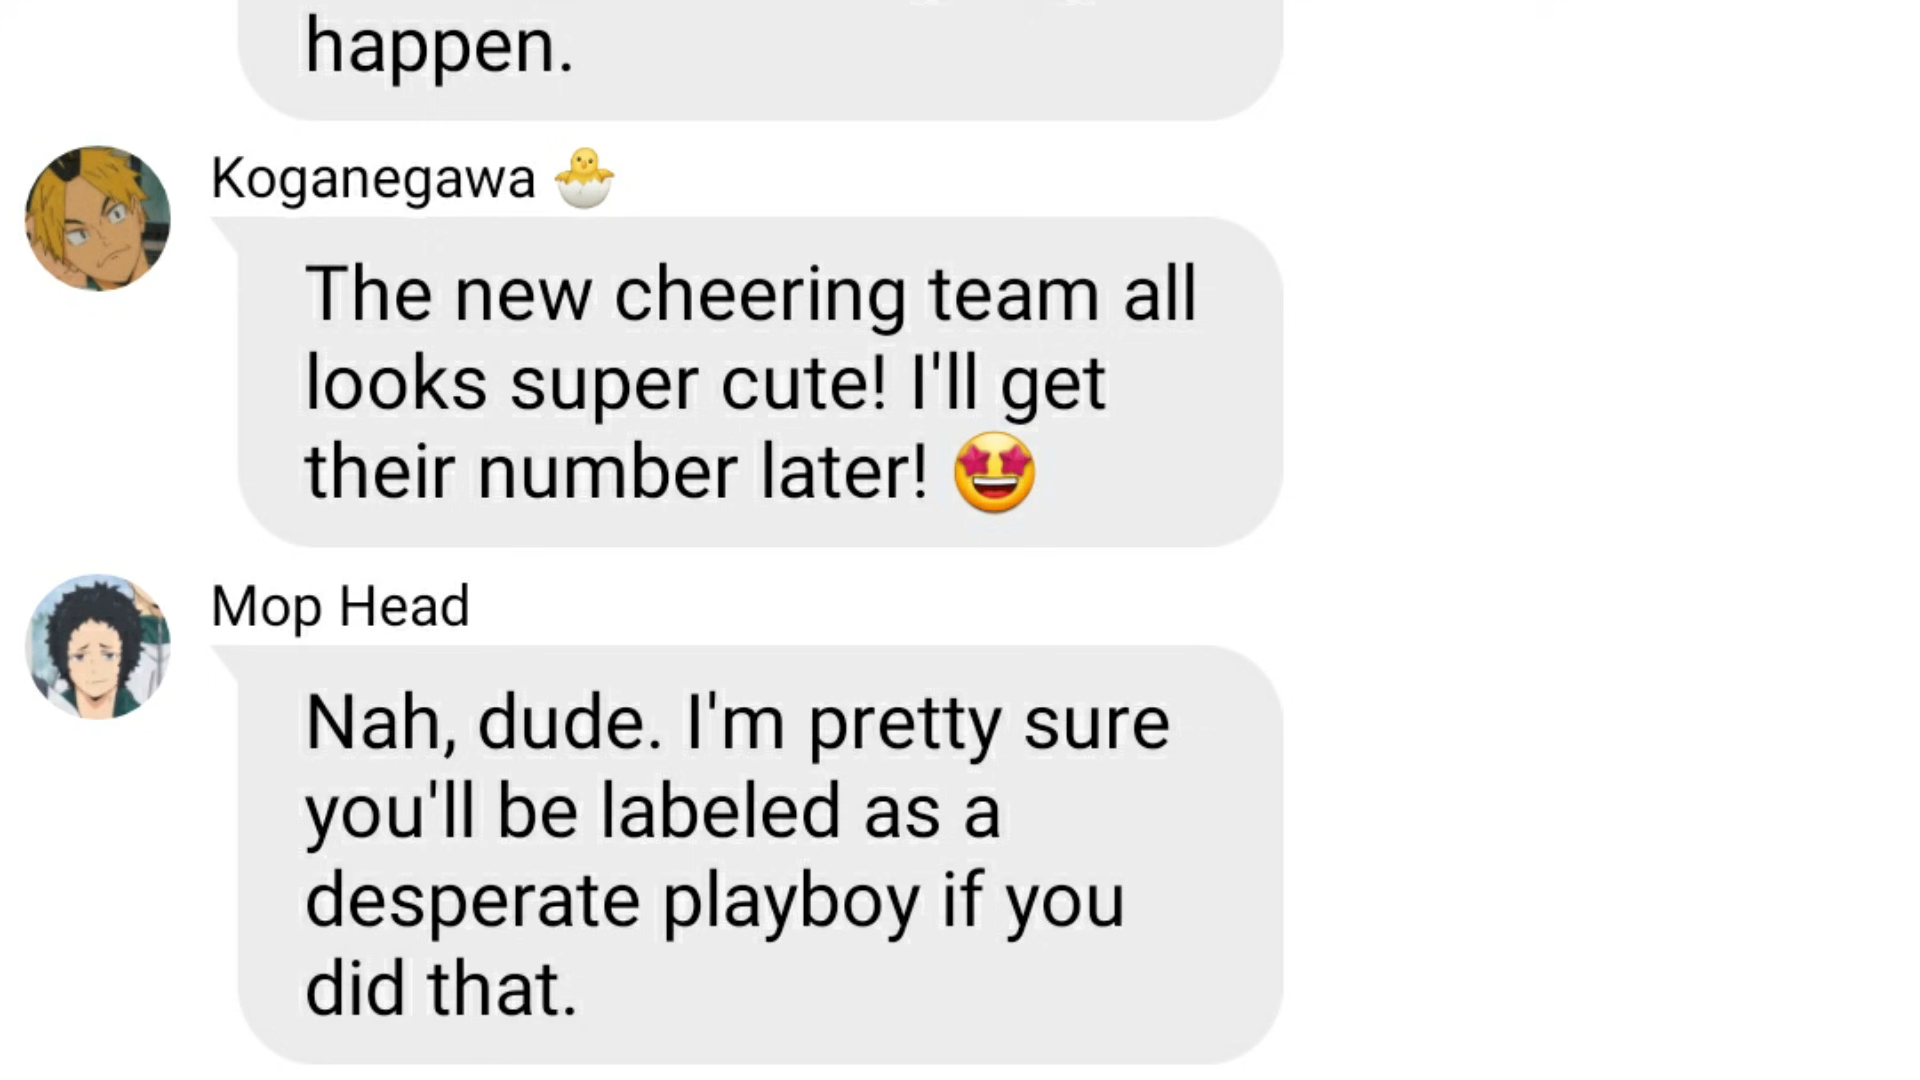 happen.
Koganegawa 🐣
The new cheering team all
looks super cute! I'll get
their number later! 🤩
Mop Head
Nah, dude. I'm pretty sure
you'll be labeled as a
desperate playboy if you
did that.